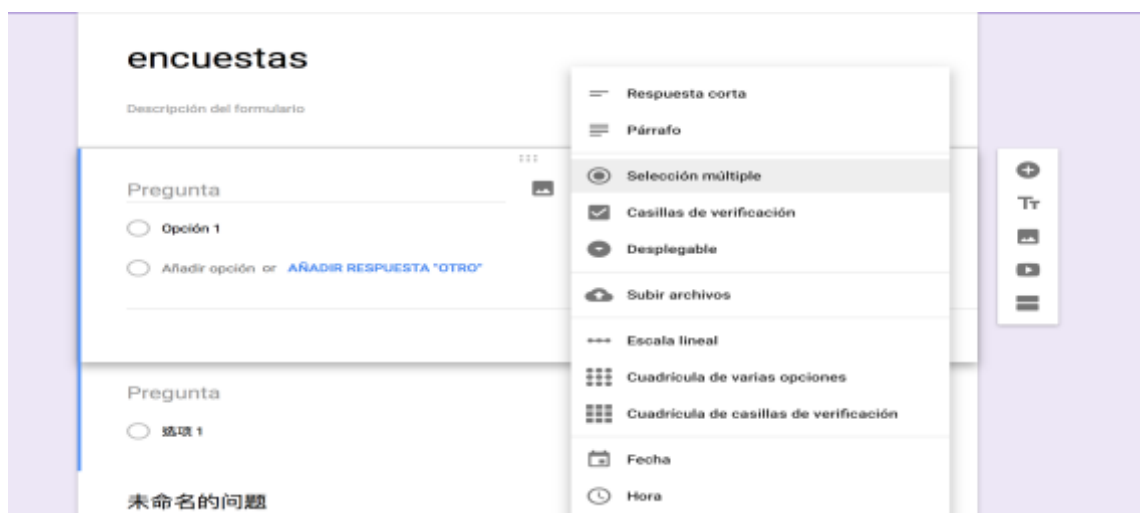 encuestas
Descripción del formulario
Pregunta
Opción 1
Añadir opción or AÑADIR RESPUESTA "OTRO"
Pregunta
选项 1
未命名的问题
Respuesta corta
Párrafo
Selección múltiple
Casillas de verificación
Desplegable
Subir archivos
Escala lineal
Cuadrícula de varias opciones
Cuadrícula de casillas de verificación
Fecha
Hora
Tт